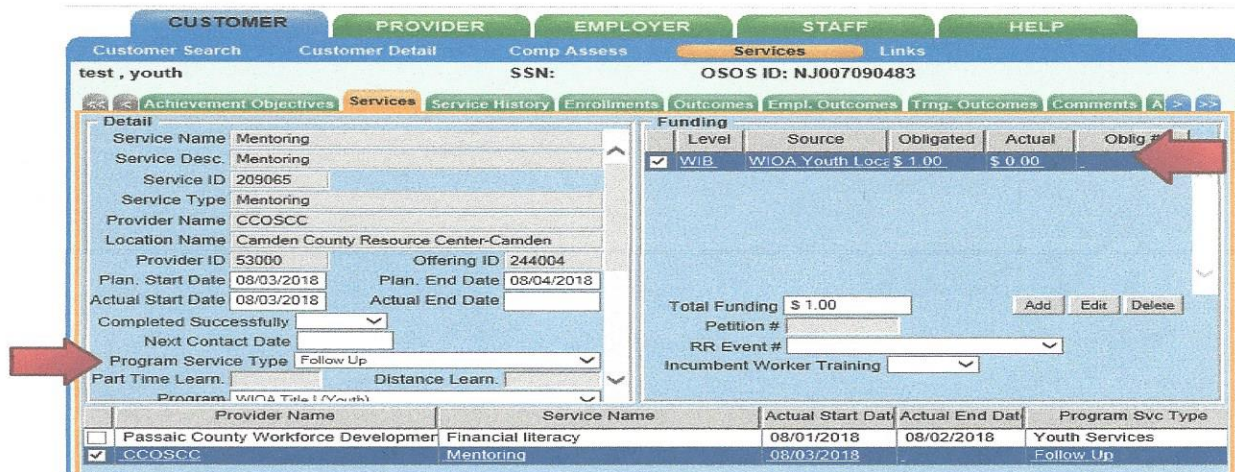 CUSTOMER PROVIDER EMPLOYER STAFF HELP
Customer Search Customer Detail Comp Assess Services Links
test , youth SSN: OSOS ID: NJ007090483
<< < Achievement Objectives Services Service History Enrollments Outcomes Empl. Outcomes Trng. Outcomes Comments A > >>
Detail
Service Name Mentoring
Service Desc. Mentoring
Service ID 209065
Service Type Mentoring
Provider Name CCOSCC
Location Name Camden County Resource Center-Camden
Provider ID 53000 Offering ID 244004
Plan. Start Date 08/03/2018 Plan. End Date 08/04/2018
Actual Start Date 08/03/2018 Actual End Date
Completed Successfully
Next Contact Date
Program Service Type Follow Up
Part Time Learn. Distance Learn.
Program WIOA Title I (Youth)
Funding
Level Source Obligated Actual Oblig #
WIB WIOA Youth Loca $ 1.00 $ 0.00
Total Funding $ 1.00 Add Edit Delete
Petition #
RR Event #
Incumbent Worker Training
Provider Name Service Name Actual Start Dat Actual End Dat Program Svc Type
Passaic County Workforce Developmer Financial literacy 08/01/2018 08/02/2018 Youth Services
CCOSCC Mentoring 08/03/2018 Follow Up